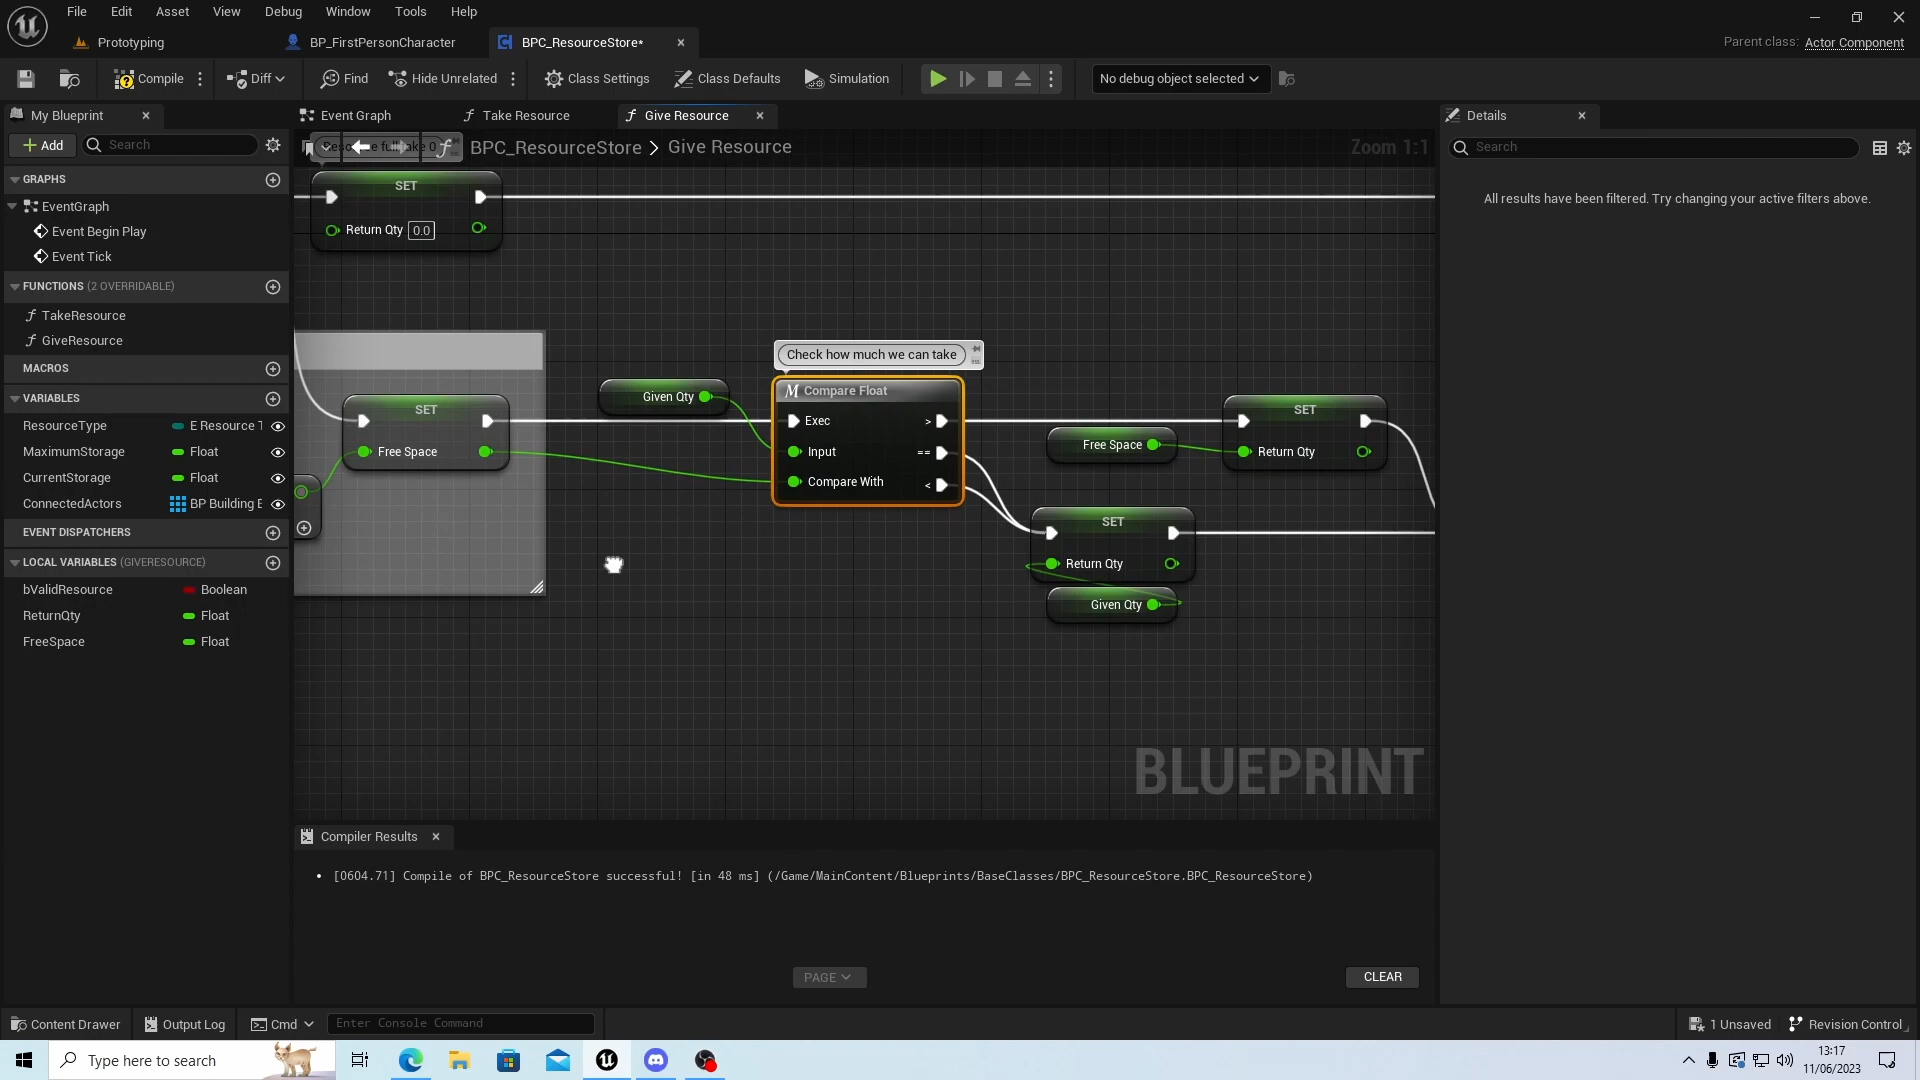 File Edit Asset View Debug Window Tools Help
Prototyping
BP_FirstPersonCharacter
BPC_ResourceStore*
Parent class: Actor Component
Compile
Diff
Find
Hide Unrelated
Class Settings
Class Defaults
Simulation
No debug object selected
My Blueprint
Event Graph
Take Resource
Give Resource
Details
Add
Search
BPC_ResourceStore > Give Resource
Zoom 1:1
Search
All results have been filtered. Try changing your active filters above.
GRAPHS
EventGraph
Event Begin Play
Event Tick
FUNCTIONS (2 OVERRIDABLE)
TakeResource
GiveResource
MACROS
VARIABLES
ResourceType E Resource T
MaximumStorage Float
CurrentStorage Float
ConnectedActors BP Building E
EVENT DISPATCHERS
LOCAL VARIABLES (GIVERESOURCE)
bValidResource Boolean
ReturnQty Float
FreeSpace Float
SET
Return Qty 0.0
SET
Free Space
Given Qty
Check how much we can take
Compare Float
Exec >
Input ==
Compare With <
Free Space
SET
Return Qty
SET
Return Qty
Given Qty
BLUEPRINT
Compiler Results
[0604.71] Compile of BPC_ResourceStore successful! [in 48 ms] (/Game/MainContent/Blueprints/BaseClasses/BPC_ResourceStore.BPC_ResourceStore)
PAGE
CLEAR
Content Drawer
Output Log
Cmd
Enter Console Command
1 Unsaved
Revision Control
Type here to search
13:17
11/06/2023